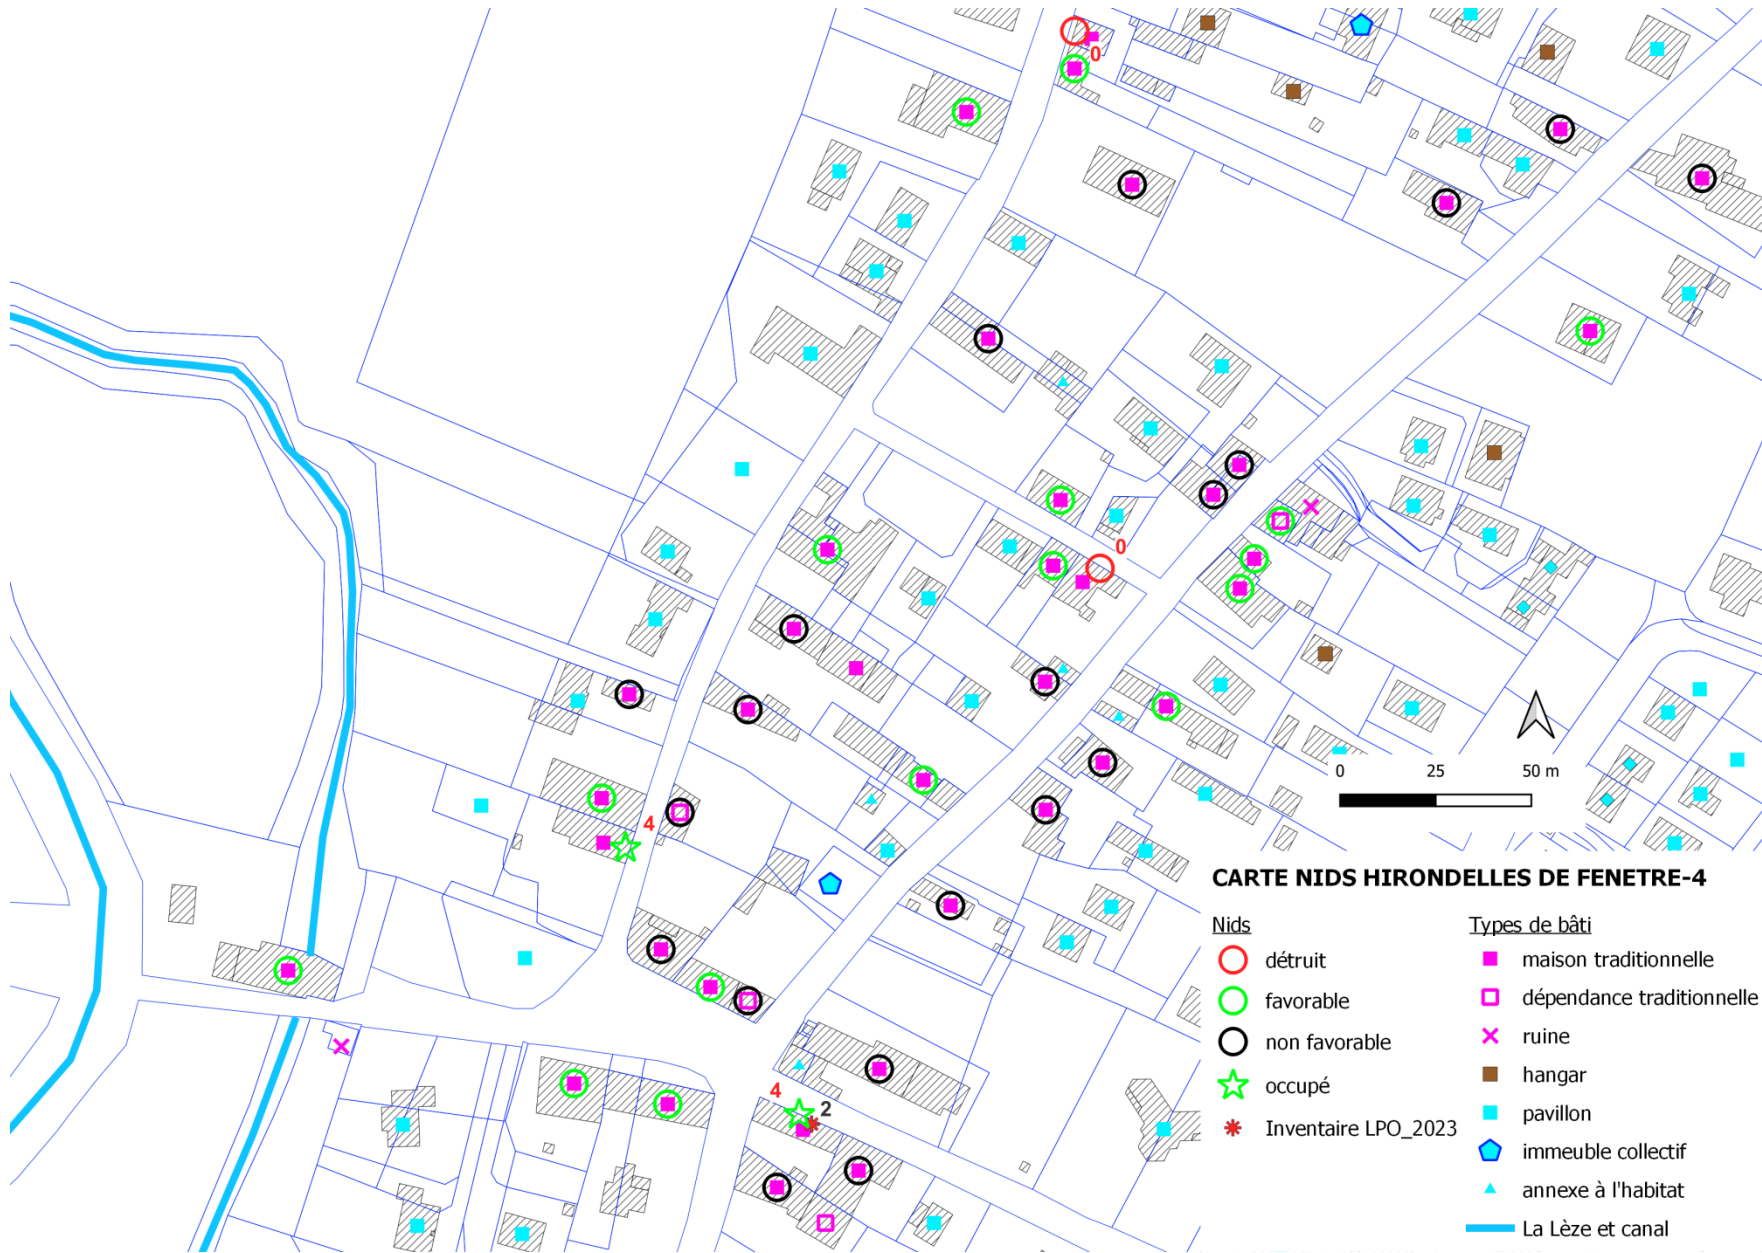 0
0
4
4
2
0 25 50 m
CARTE NIDS HIRONDELLES DE FENETRE-4
Nids
détruit
favorable
non favorable
occupé
Inventaire LPO_2023
Types de bâti
maison traditionnelle
dépendance traditionnelle
ruine
hangar
pavillon
immeuble collectif
annexe à l'habitat
La Lèze et canal